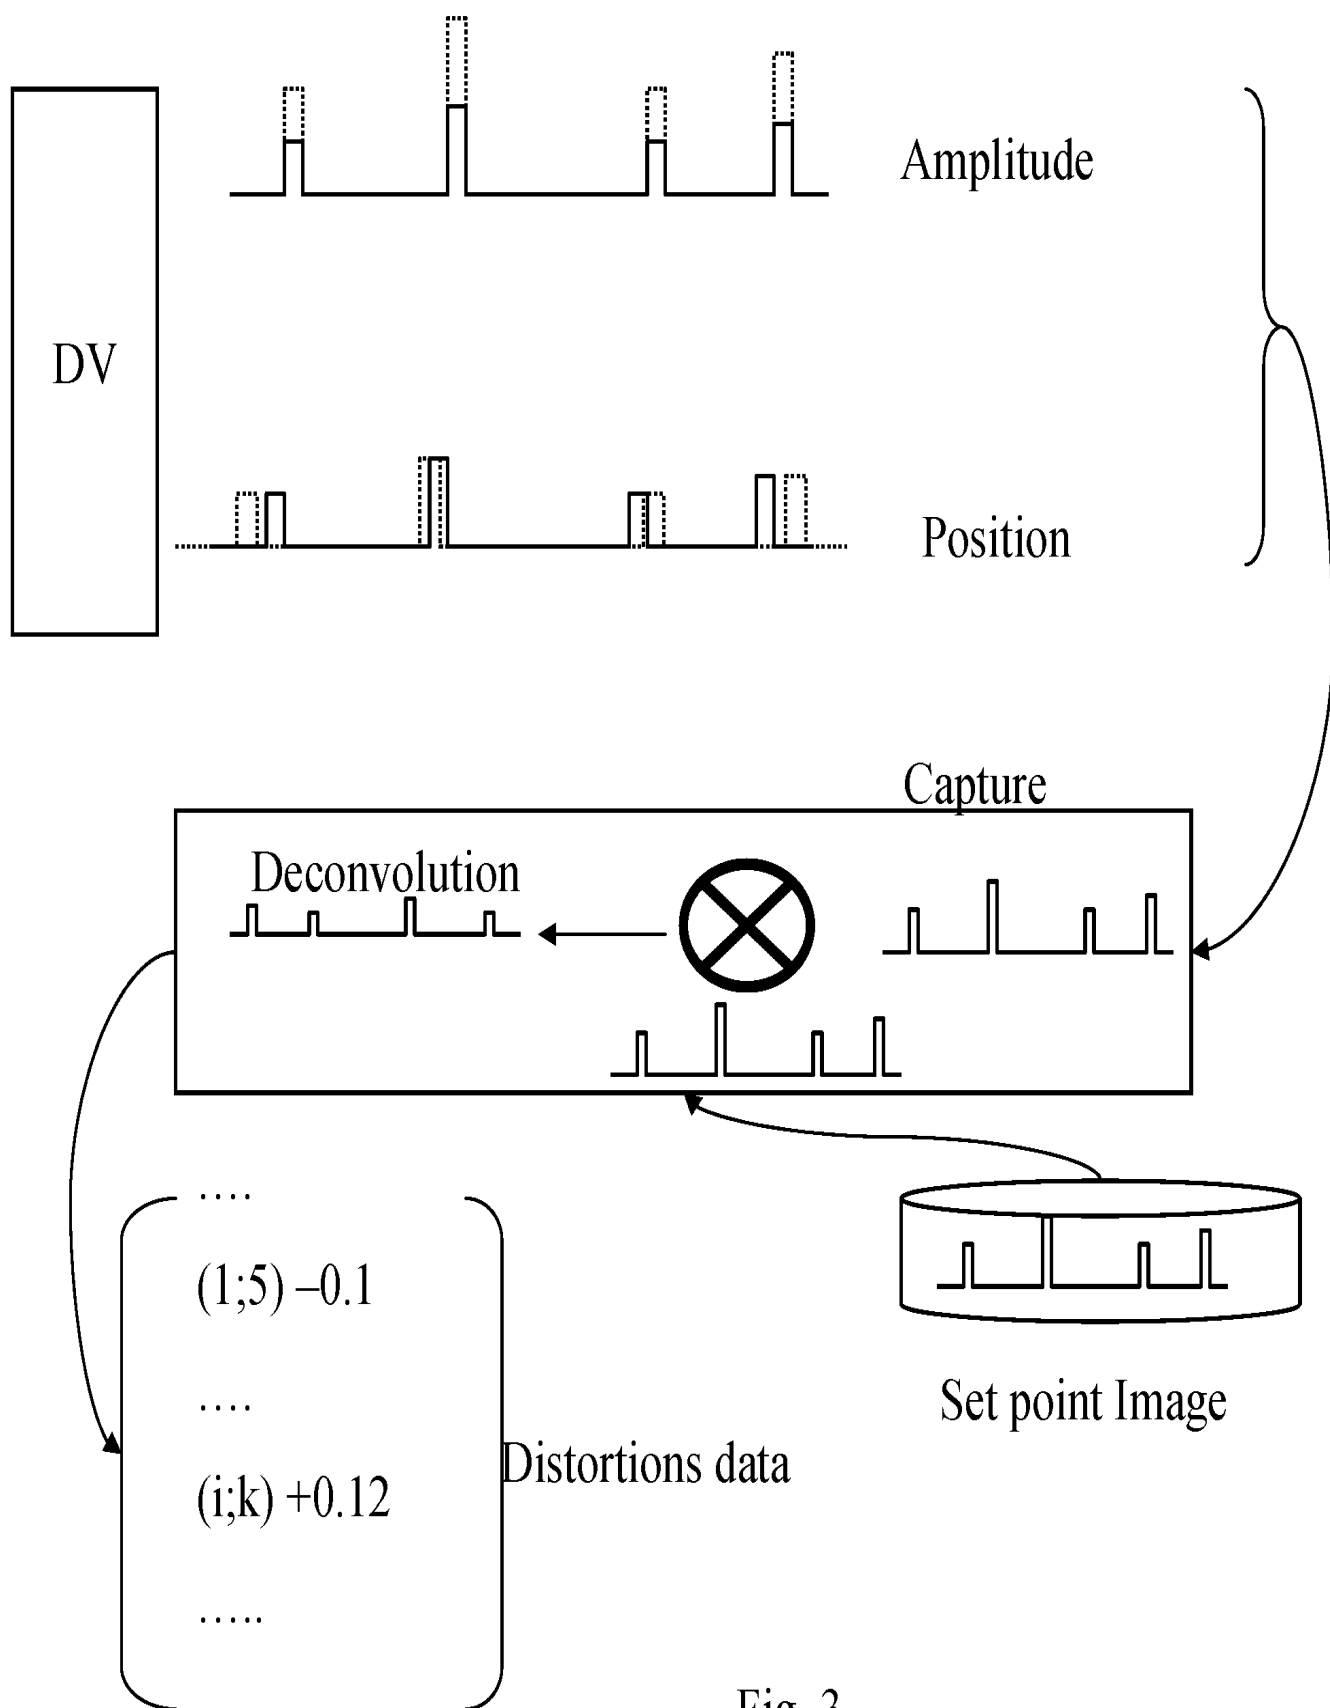 Amplitude
DV
Position
Capture
Deconvolution
....
(1;5) –0.1
....
(i;k) +0.12
.....
Distortions data
Set point Image